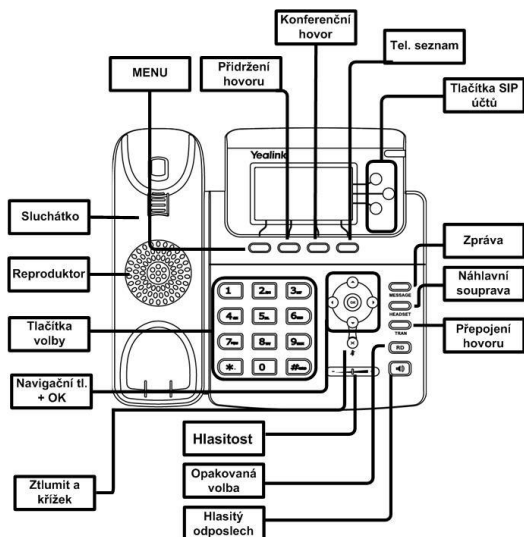 Konferenční
hovor
Tel. seznam
MENU
Přidržení
hovoru
Tlačítka SIP
účtů
Yealink
Sluchátko
Zpráva
Reproduktor
Náhlavní
souprava
MESSAGE
HEADSET
TRAN
1
2
3
4
5
6
7
8
9
*
0
#
OK
X
RD
Tlačítka
volby
Přepojení
hovoru
Navigační tl.
+ OK
Hlasitost
Ztlumit a
křížek
Opakovaná
volba
Hlasitý
odposlech